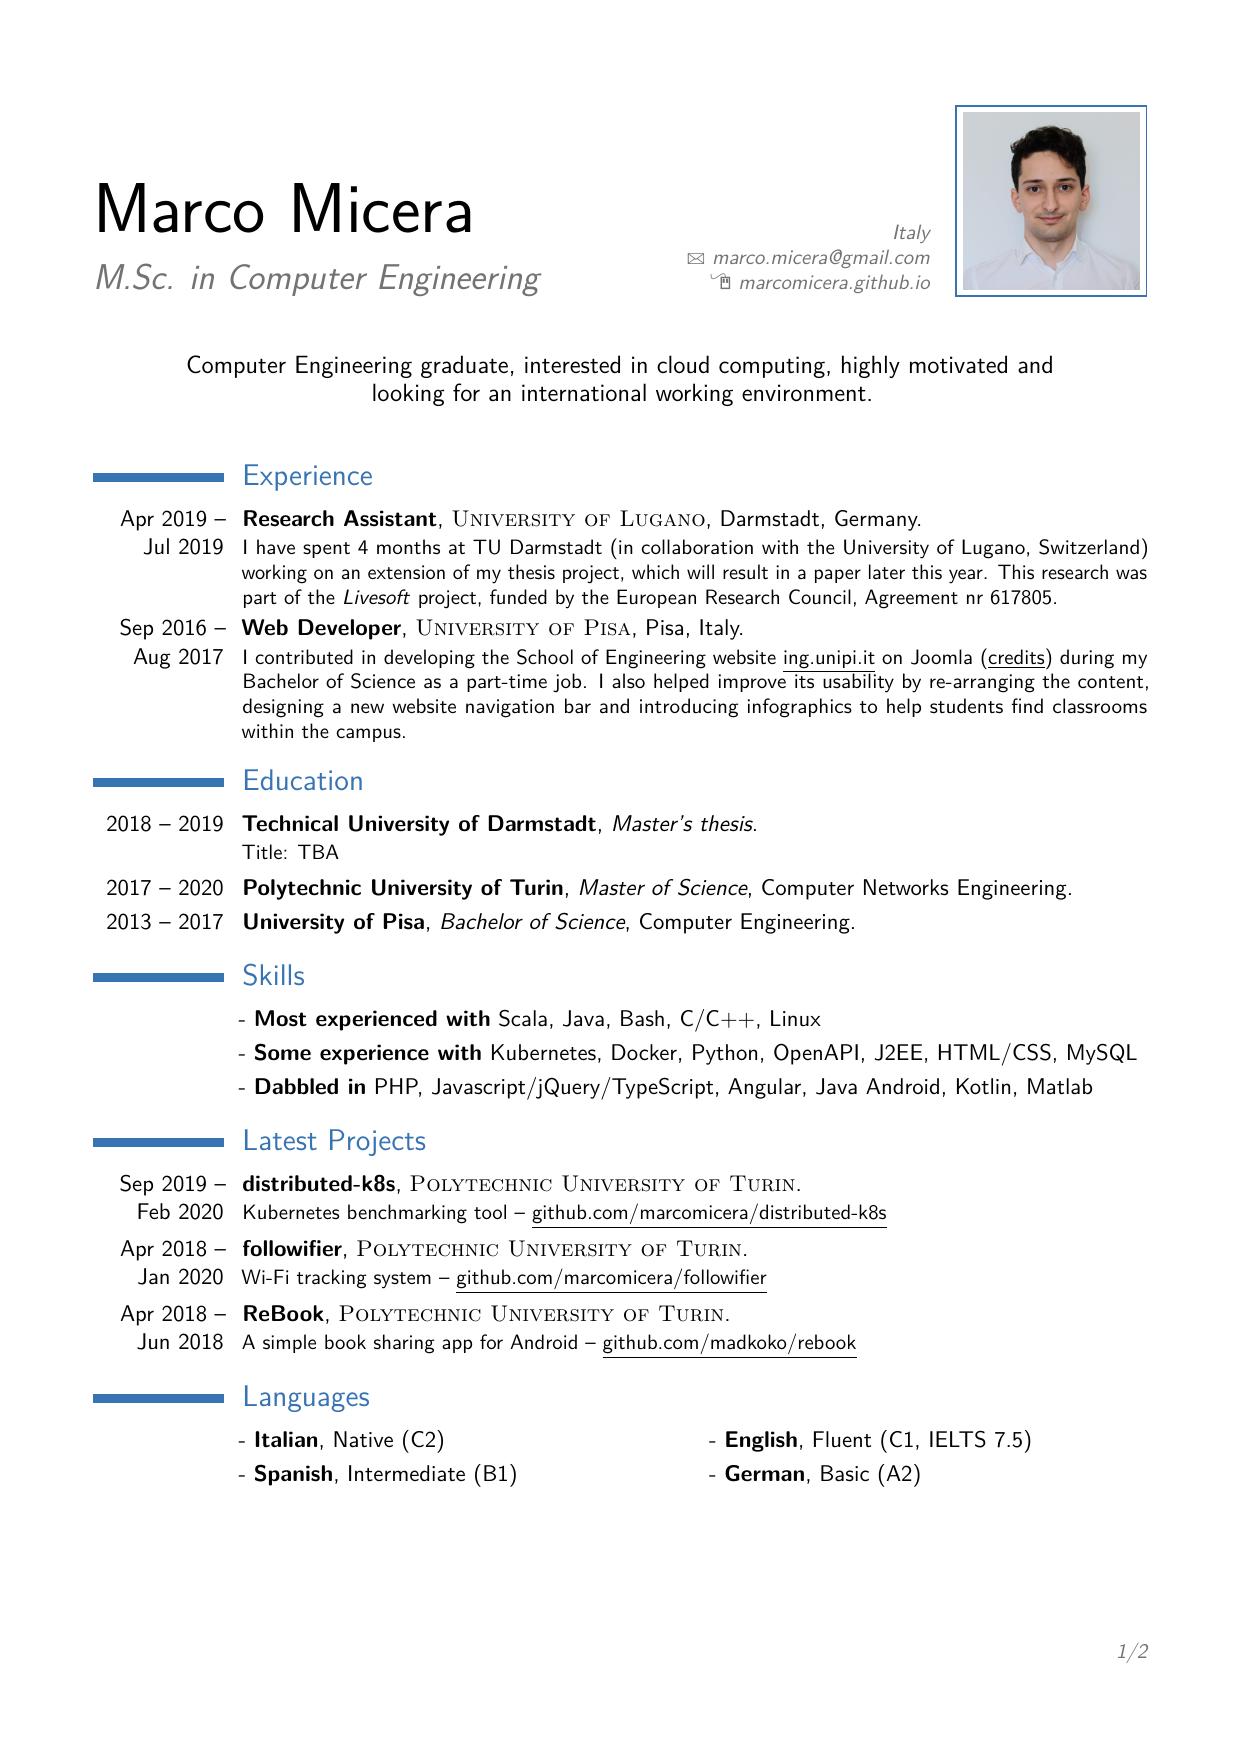 Marco Micera
M.Sc. in Computer Engineering
Italy
marco.micera@gmail.com
marcomicera.github.io
Computer Engineering graduate, interested in cloud computing, highly motivated and
looking for an international working environment.
Experience
Apr 2019 – Research Assistant, University of Lugano, Darmstadt, Germany.
Jul 2019 I have spent 4 months at TU Darmstadt (in collaboration with the University of Lugano, Switzerland)
working on an extension of my thesis project, which will result in a paper later this year. This research was
part of the Livesoft project, funded by the European Research Council, Agreement nr 617805.
Sep 2016 – Web Developer, University of Pisa, Pisa, Italy.
Aug 2017 I contributed in developing the School of Engineering website ing.unipi.it on Joomla (credits) during my
Bachelor of Science as a part-time job. I also helped improve its usability by re-arranging the content,
designing a new website navigation bar and introducing infographics to help students find classrooms
within the campus.
Education
2018 – 2019 Technical University of Darmstadt, Master's thesis.
Title: TBA
2017 – 2020 Polytechnic University of Turin, Master of Science, Computer Networks Engineering.
2013 – 2017 University of Pisa, Bachelor of Science, Computer Engineering.
Skills
- Most experienced with Scala, Java, Bash, C/C++, Linux
- Some experience with Kubernetes, Docker, Python, OpenAPI, J2EE, HTML/CSS, MySQL
- Dabbled in PHP, Javascript/jQuery/TypeScript, Angular, Java Android, Kotlin, Matlab
Latest Projects
Sep 2019 – distributed-k8s, Polytechnic University of Turin.
Feb 2020 Kubernetes benchmarking tool – github.com/marcomicera/distributed-k8s
Apr 2018 – followifier, Polytechnic University of Turin.
Jan 2020 Wi-Fi tracking system – github.com/marcomicera/followifier
Apr 2018 – ReBook, Polytechnic University of Turin.
Jun 2018 A simple book sharing app for Android – github.com/madkoko/rebook
Languages
- Italian, Native (C2) - English, Fluent (C1, IELTS 7.5)
- Spanish, Intermediate (B1) - German, Basic (A2)
1/2